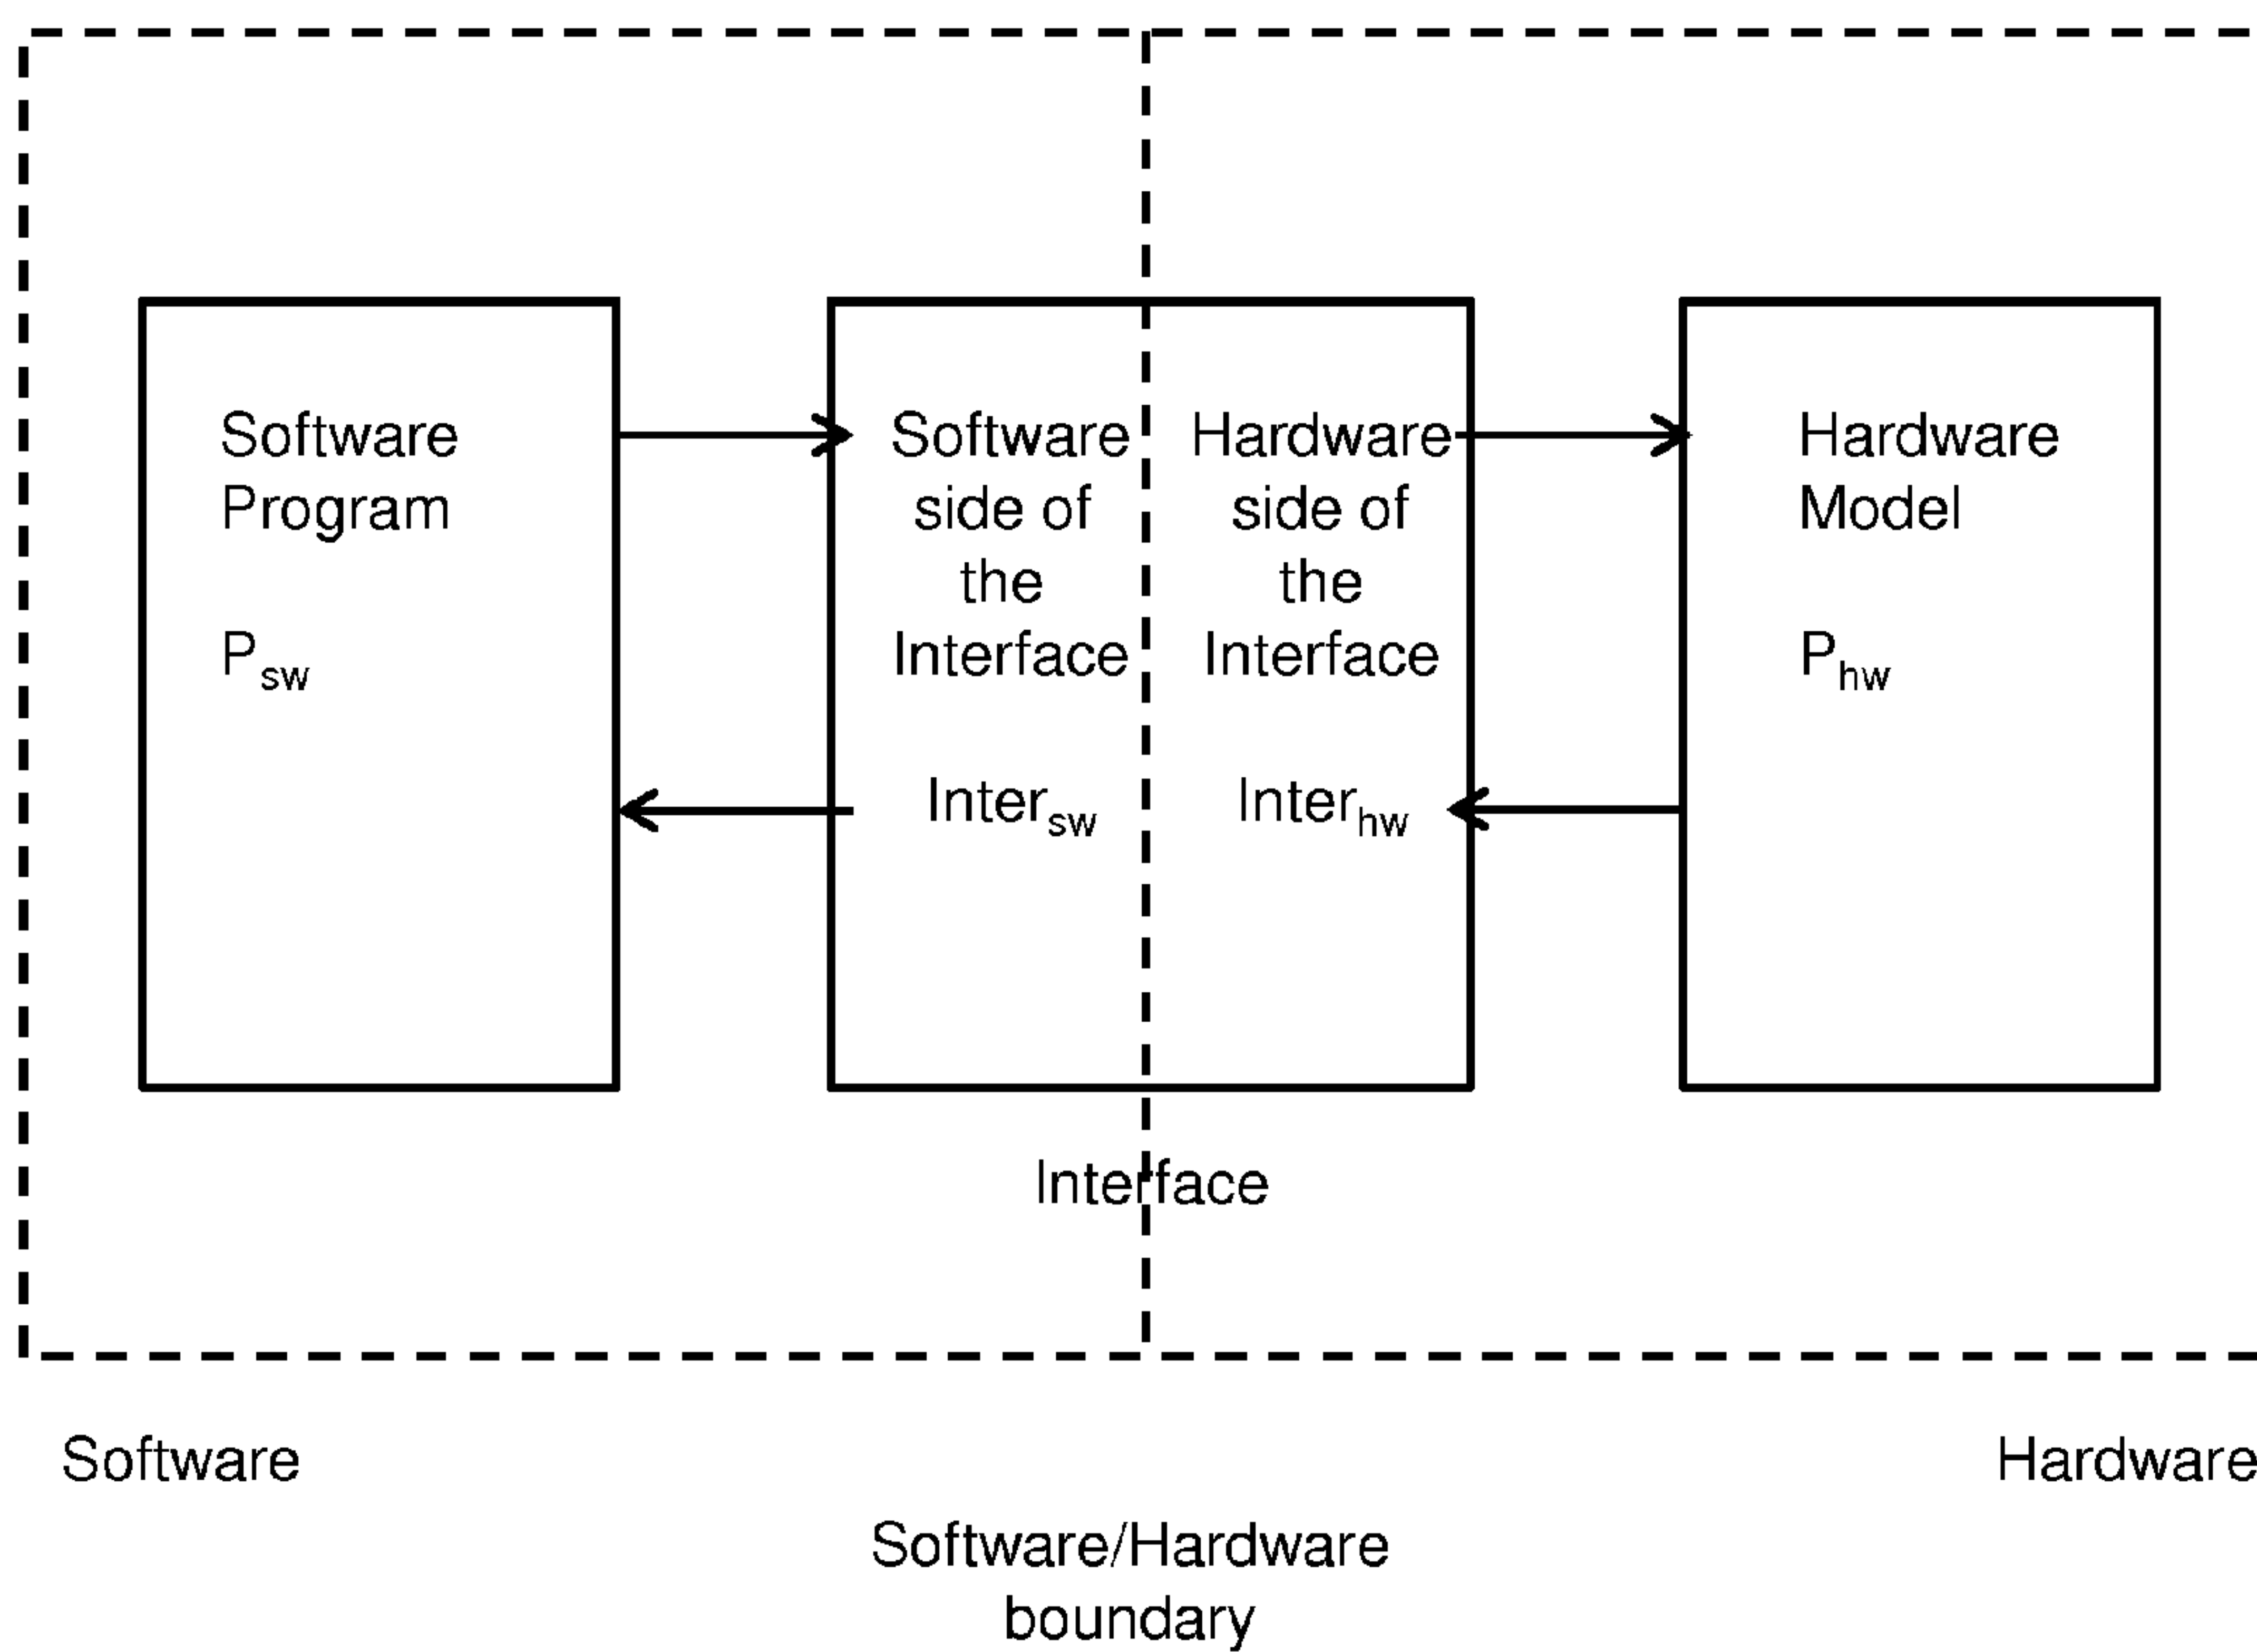 Software
Program
P_sw
Software
side of
the
Interface
Inter_sw
Hardware
side of
the
Interface
Inter_hw
Hardware
Model
P_hw
Interface
Software
Hardware
Software/Hardware
boundary